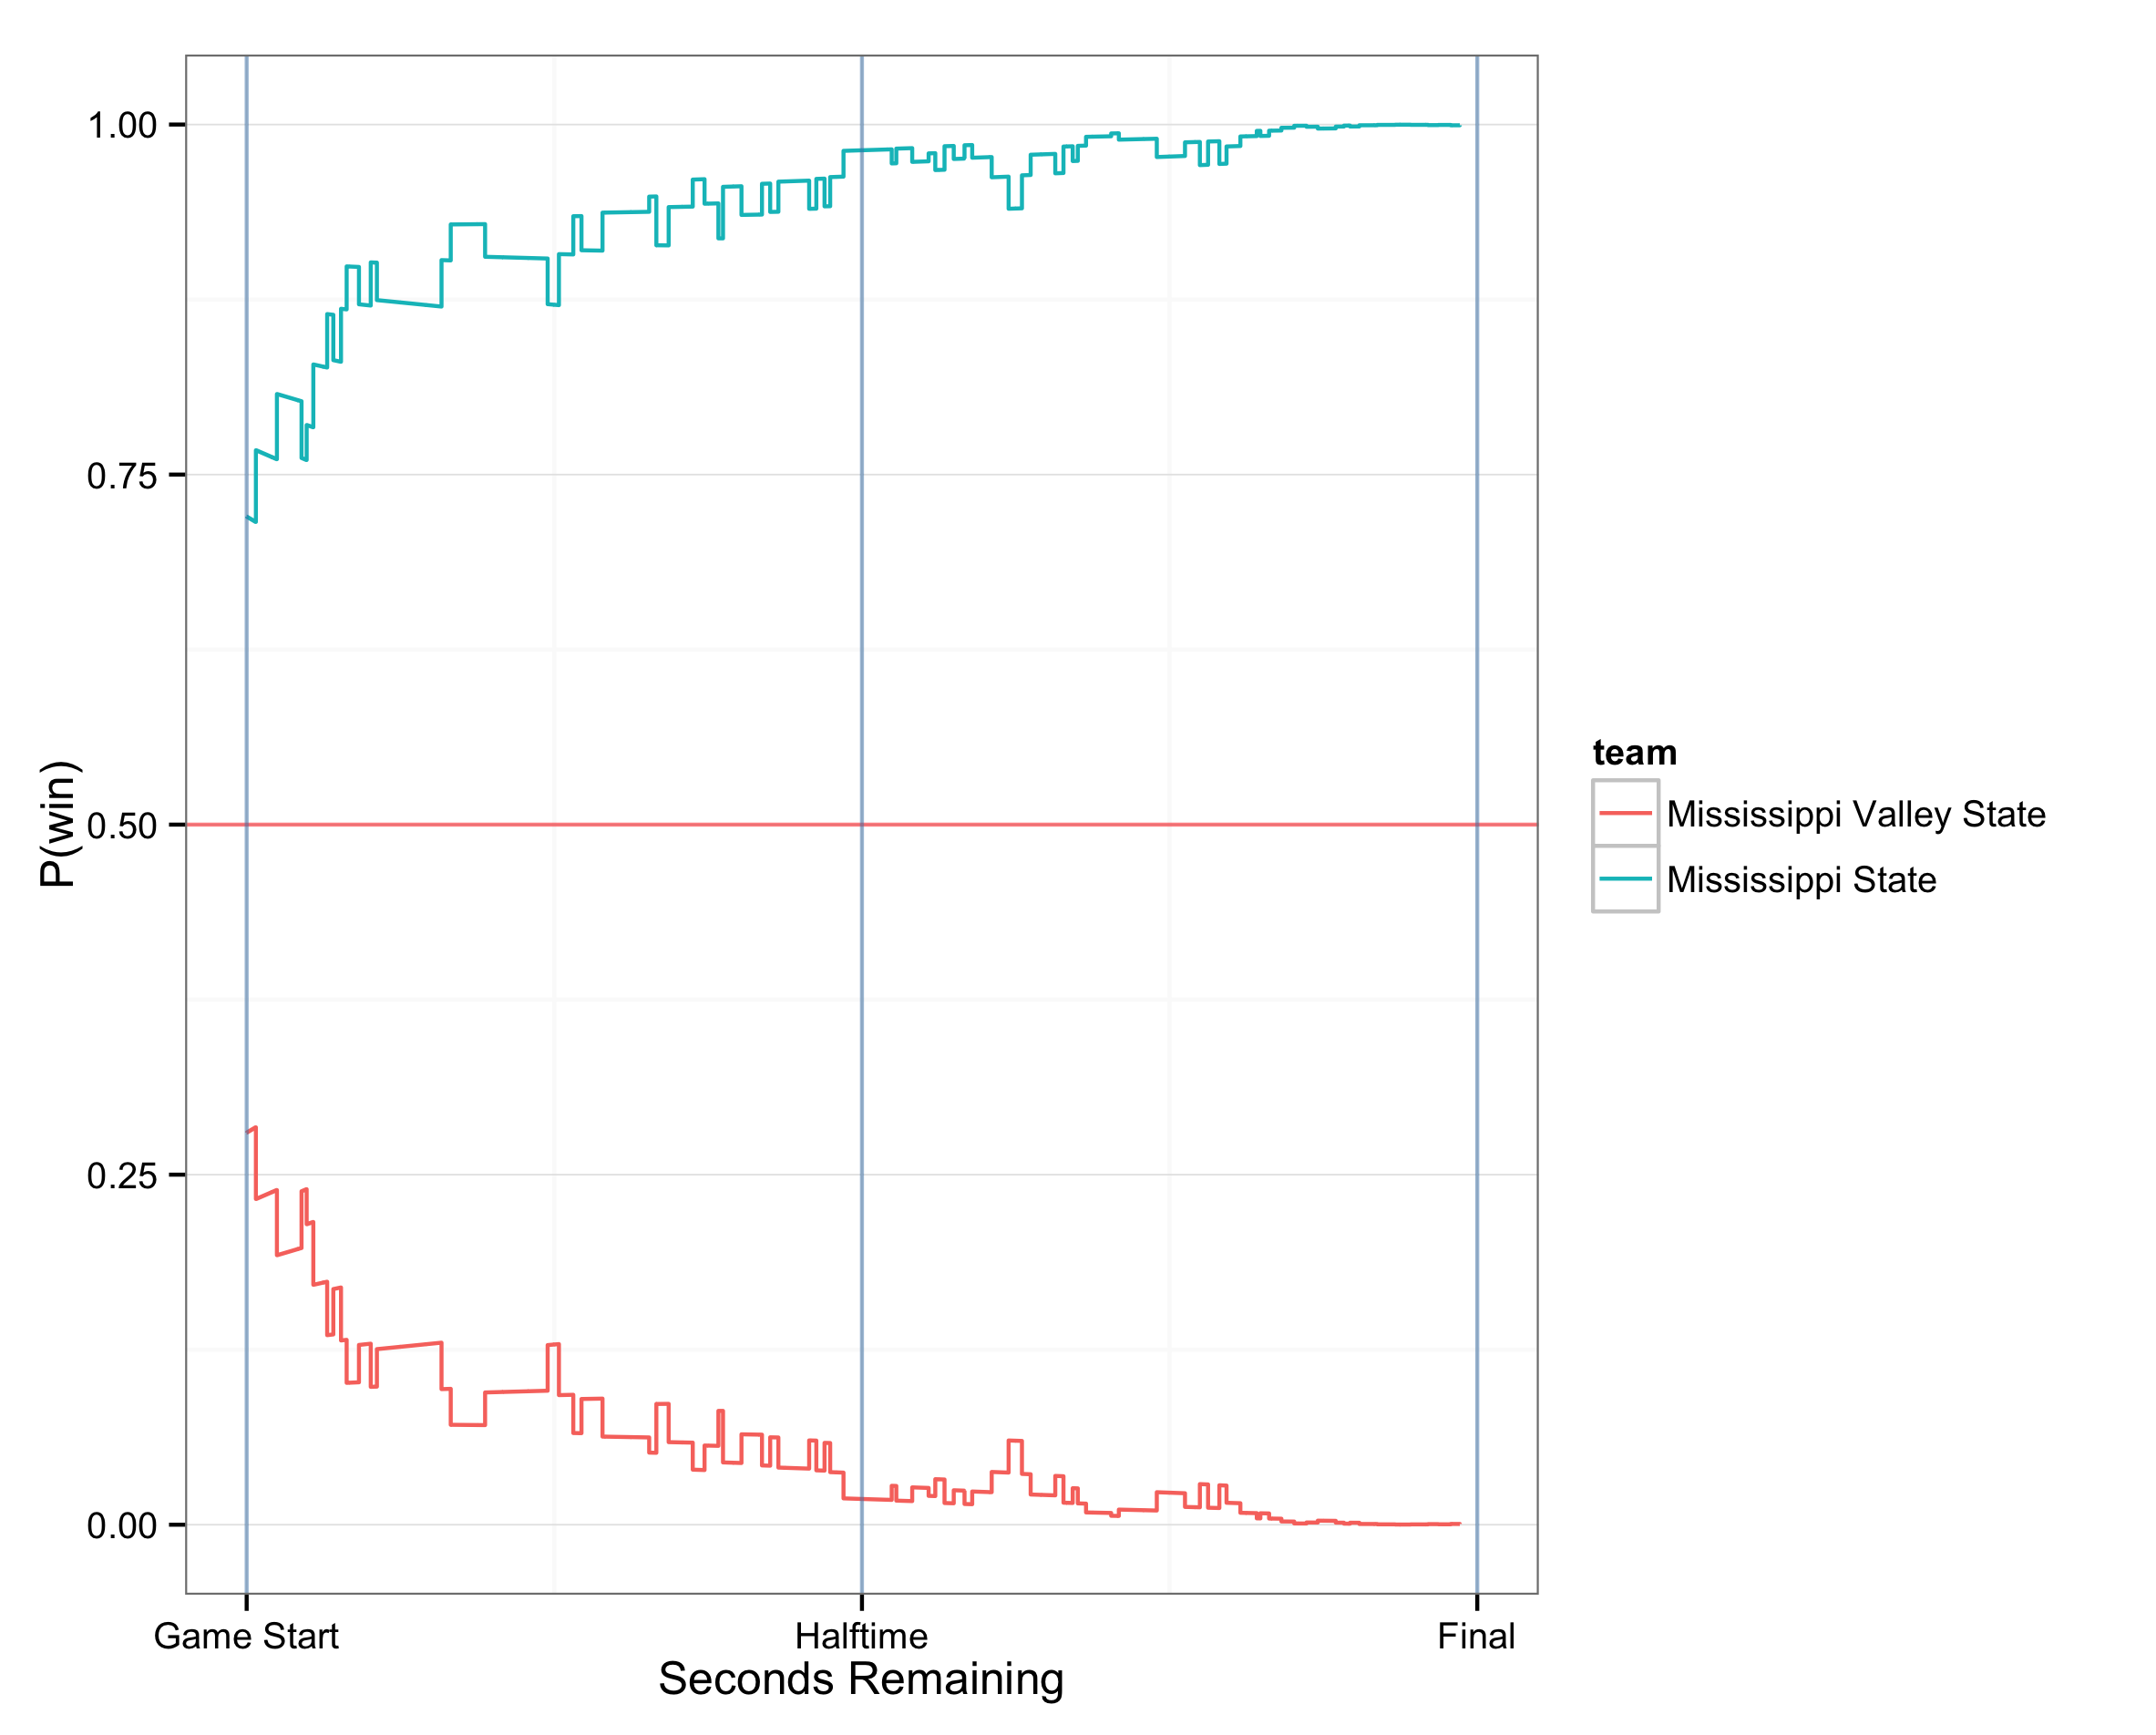 1.00
0.75
0.50
0.25
0.00
P(win)
Game Start
Halftime
Final
Seconds Remaining
team
Mississippi Valley State
Mississippi State